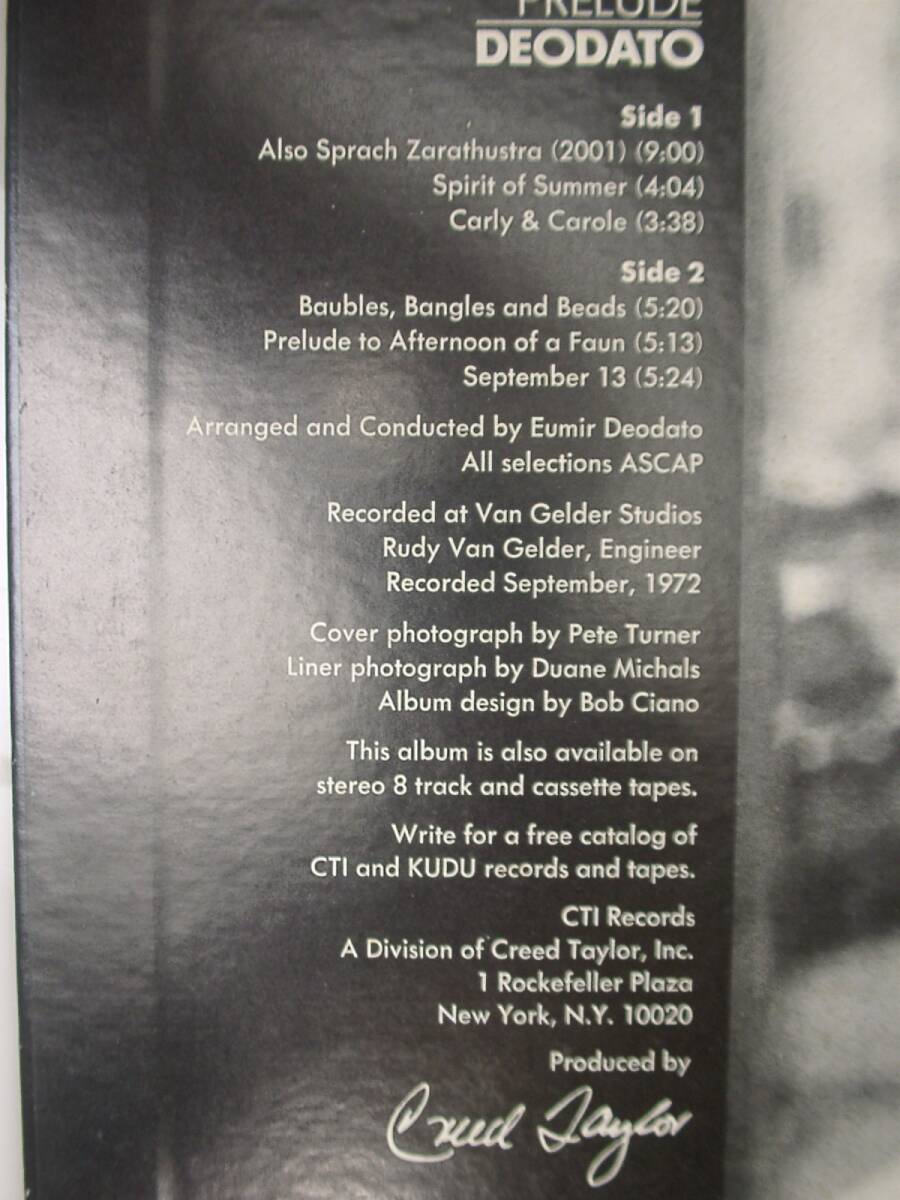 PRELUDE
DEODATO
Side 1
Also Sprach Zarathustra (2001) (9:00)
Spirit of Summer (4:04)
Carly & Carole (3:38)
Side 2
Baubles, Bangles and Beads (5:20)
Prelude to Afternoon of a Faun (5:13)
September 13 (5:24)
Arranged and Conducted by Eumir Deodato
All selections ASCAP
Recorded at Van Gelder Studios
Rudy Van Gelder, Engineer
Recorded September, 1972
Cover photograph by Pete Turner
Liner photograph by Duane Michals
Album design by Bob Ciano
This album is also available on
stereo 8 track and cassette tapes.
Write for a free catalog of
CTI and KUDU records and tapes.
CTI Records
A Division of Creed Taylor, Inc.
1 Rockefeller Plaza
New York, N.Y. 10020
Produced by
Creed Taylor